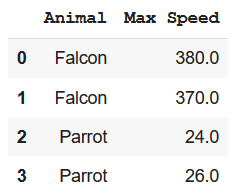 Animal Max Speed
0 Falcon 380.0
1 Falcon 370.0
2 Parrot 24.0
3 Parrot 26.0